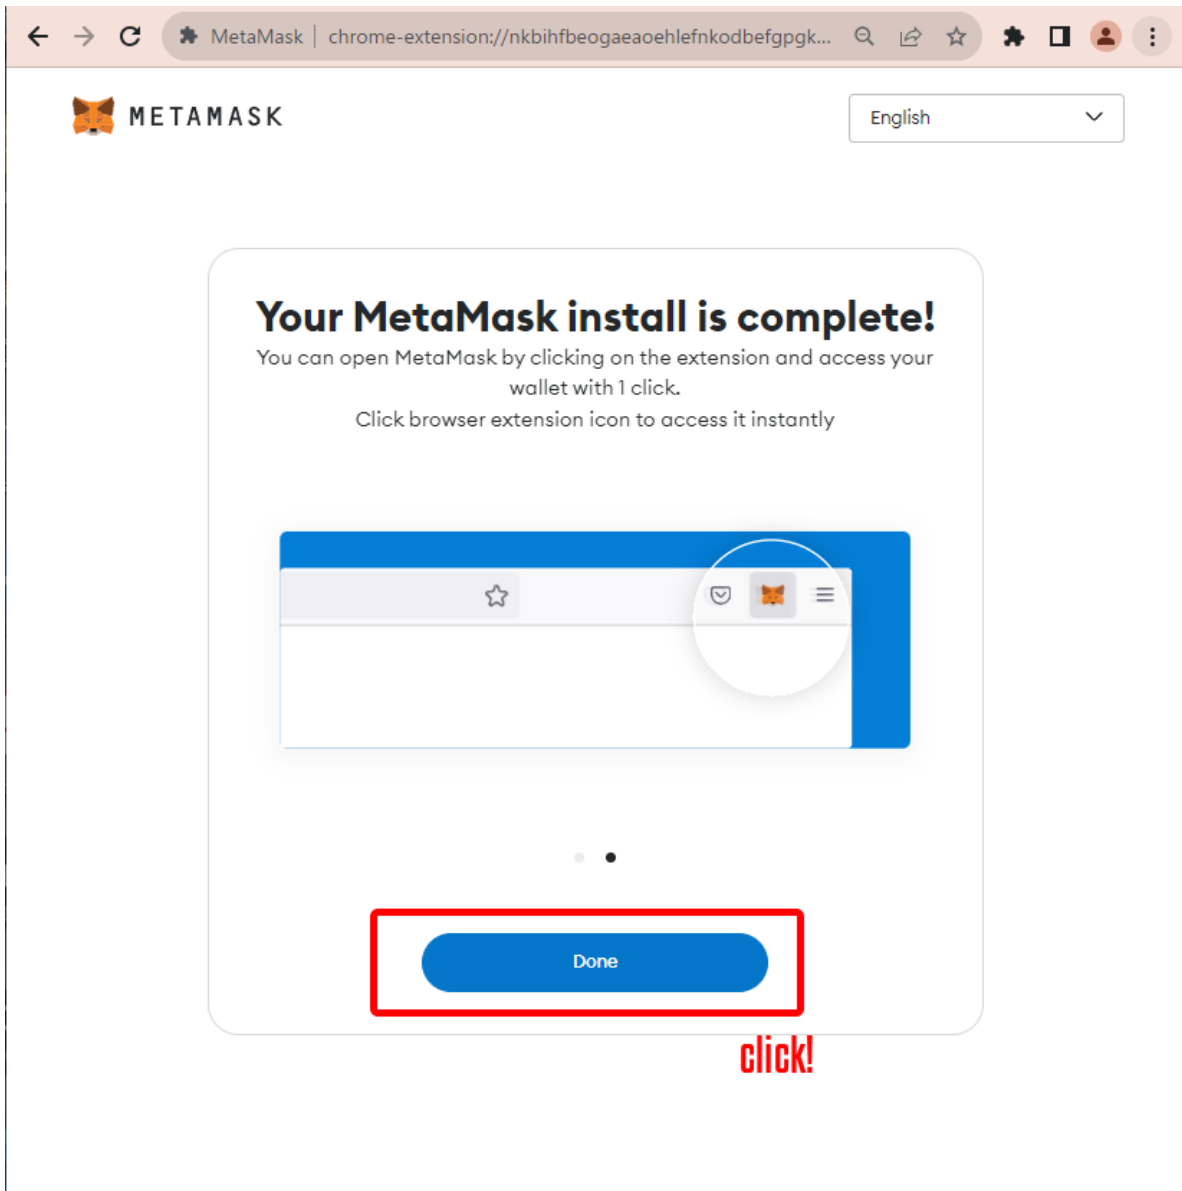 MetaMask | chrome-extension://nkbihfbeogaeaoehlefnkodbefgpgk...
METAMASK
English
Your MetaMask install is complete!
You can open MetaMask by clicking on the extension and access your
wallet with 1 click.
Click browser extension icon to access it instantly
Done
click!